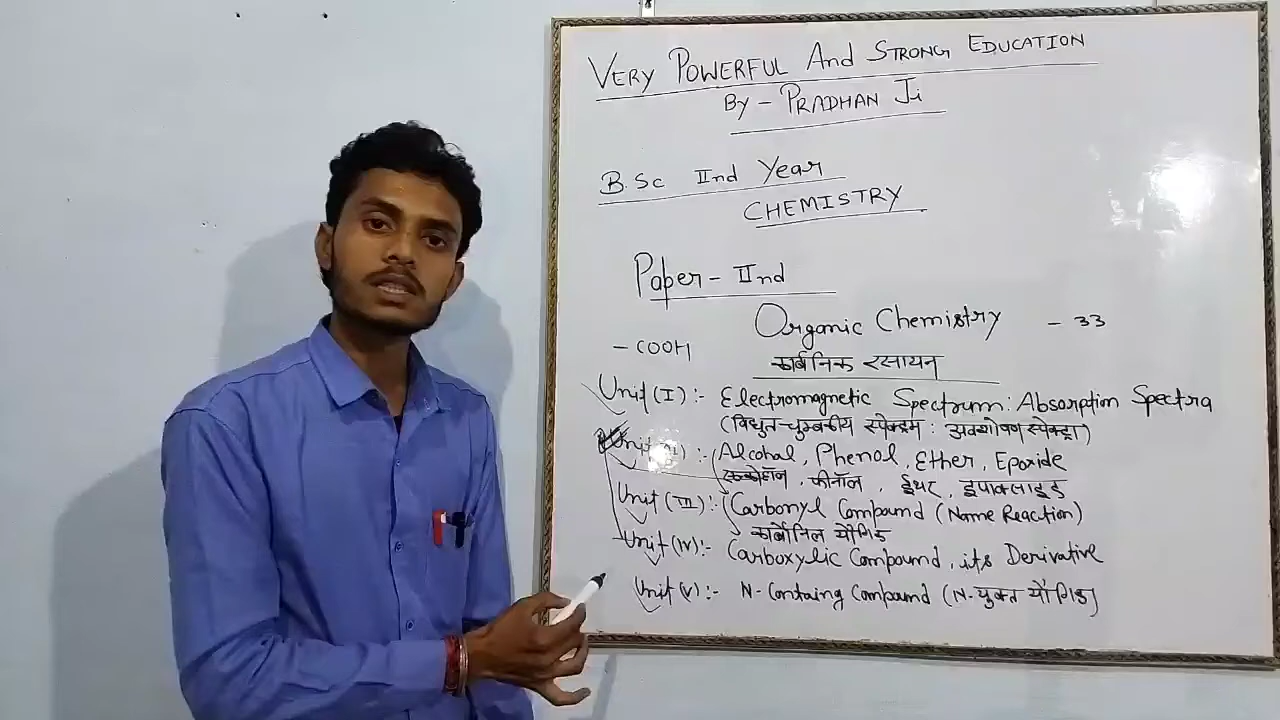 VERY POWERFUL And STRONG EDUCATION
By - PRADHAN Ji
B.Sc IInd Year
CHEMISTRY
Paper - IInd
Organic Chemistry - 33
- COOH
कार्बनिक रसायन
Unit (I) :- Electromagnetic Spectrum : Absorption Spectra
(विधुत-चुम्बकीय स्पेक्ट्रम : अवशोषण स्पेक्ट्रा)
Unit (II) :- Alcohal, Phenol, Ether, Epoxide
एल्कोहॉल, फीनॉल, ईथर, इपाक्साइड
Unit (III) :- Carbonyl Compound (Name Reaction)
कार्बोनिल यौगिक
Unit (IV) :- Carboxylic Compound, its Derivative
Unit (V) :- N-Containg Compound (N-युक्त यौगिक)